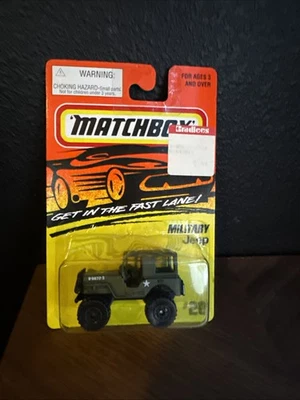 WARNING:
CHOKING HAZARD-Small parts
Not for children under 3 years.
FOR AGES 3
AND OVER
MATCHBOX
Bradlees
GET IN THE FAST LANE!
MILITARY
Jeep